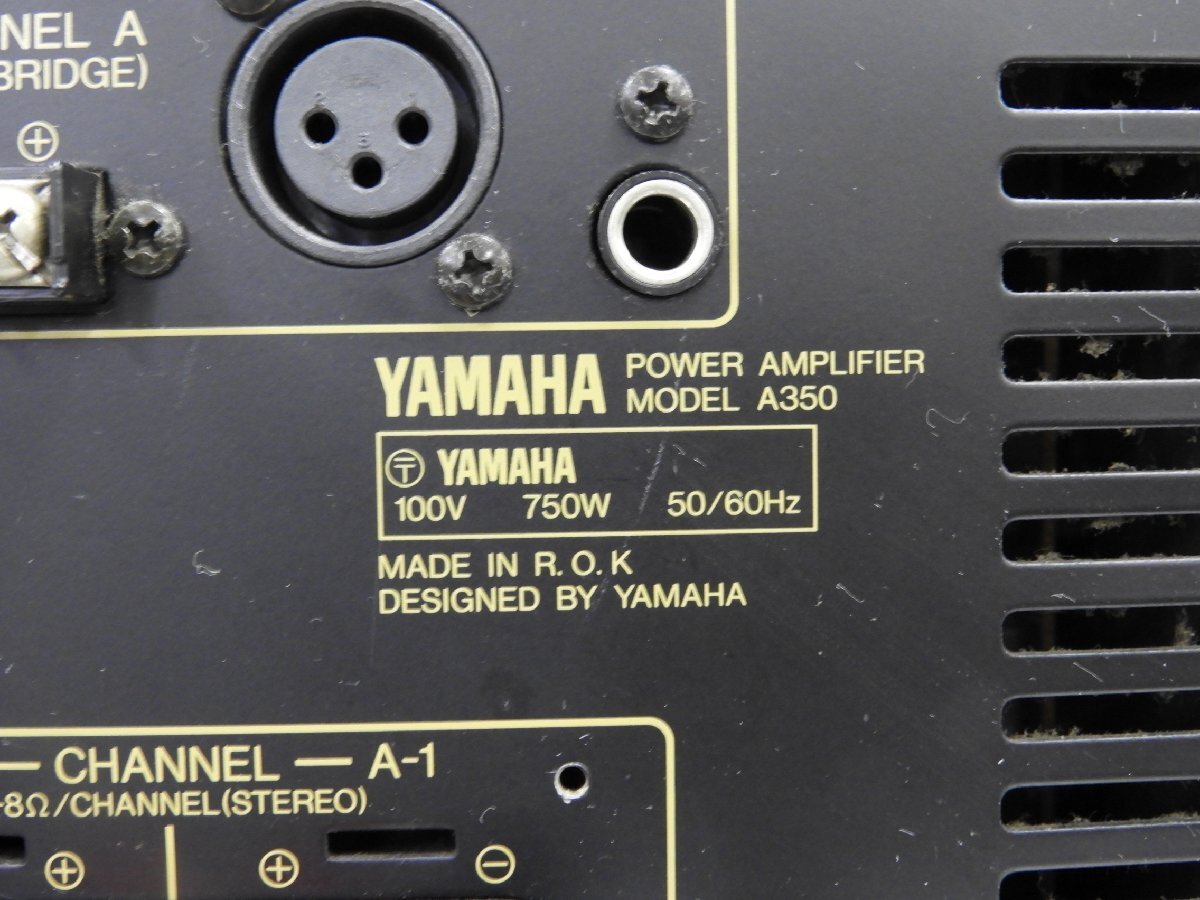 NEL A
BRIDGE)
YAMAHA POWER AMPLIFIER
MODEL A350
YAMAHA
100V 750W 50/60Hz
MADE IN R.O.K
DESIGNED BY YAMAHA
— CHANNEL — A-1
-8Ω/CHANNEL(STEREO)
+ + −